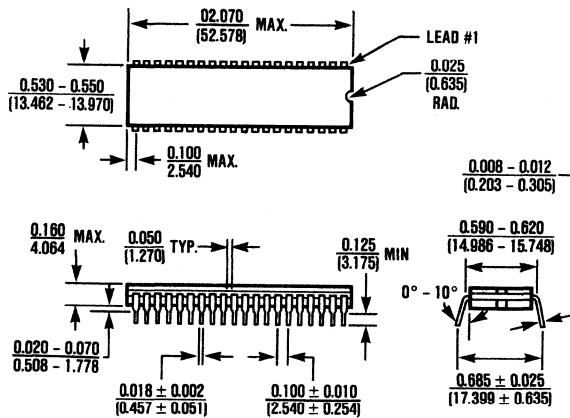 02.070 MAX.
(52.578)
LEAD #1
0.530 – 0.550
(13.462 – 13.970)
0.025
(0.635)
RAD.
0.100 MAX.
2.540
0.008 – 0.012
(0.203 – 0.305)
0.160 MAX.
4.064
0.050 TYP.
(1.270)
0.125 MIN
(3.175)
0.590 – 0.620
(14.986 – 15.748)
0° – 10°
0.020 – 0.070
0.508 – 1.778
0.018 ± 0.002
(0.457 ± 0.051)
0.100 ± 0.010
(2.540 ± 0.254)
0.685 ± 0.025
(17.399 ± 0.635)